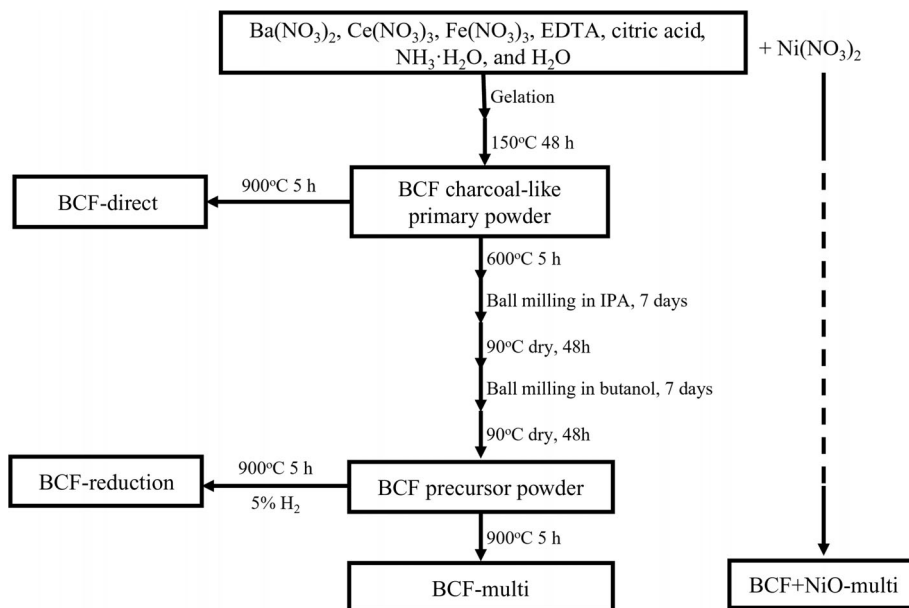 Ba(NO₃)₂, Ce(NO₃)₃, Fe(NO₃)₃, EDTA, citric acid,
NH₃·H₂O, and H₂O
+ Ni(NO₃)₂
Gelation
150°C 48 h
BCF-direct
900°C 5 h
BCF charcoal-like
primary powder
600°C 5 h
Ball milling in IPA, 7 days
90°C dry, 48h
Ball milling in butanol, 7 days
90°C dry, 48h
BCF-reduction
900°C 5 h
5% H₂
BCF precursor powder
900°C 5 h
BCF-multi
BCF+NiO-multi